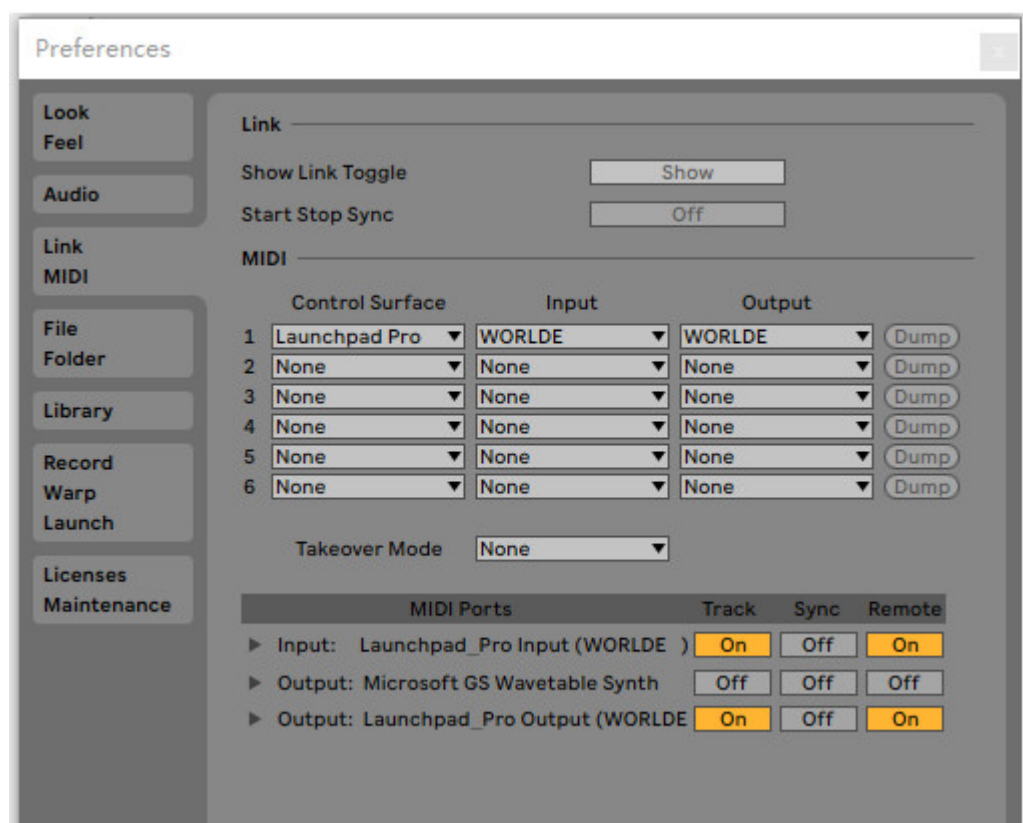 Preferences
x
Look
Feel
Audio
Link
MIDI
File
Folder
Library
Record
Warp
Launch
Licenses
Maintenance
Link
Show Link Toggle Show
Start Stop Sync Off
MIDI
Control Surface Input Output
1 Launchpad Pro WORLDE WORLDE Dump
2 None None None Dump
3 None None None Dump
4 None None None Dump
5 None None None Dump
6 None None None Dump
Takeover Mode None
MIDI Ports Track Sync Remote
Input: Launchpad_Pro Input (WORLDE ) On Off On
Output: Microsoft GS Wavetable Synth Off Off Off
Output: Launchpad_Pro Output (WORLDE On Off On